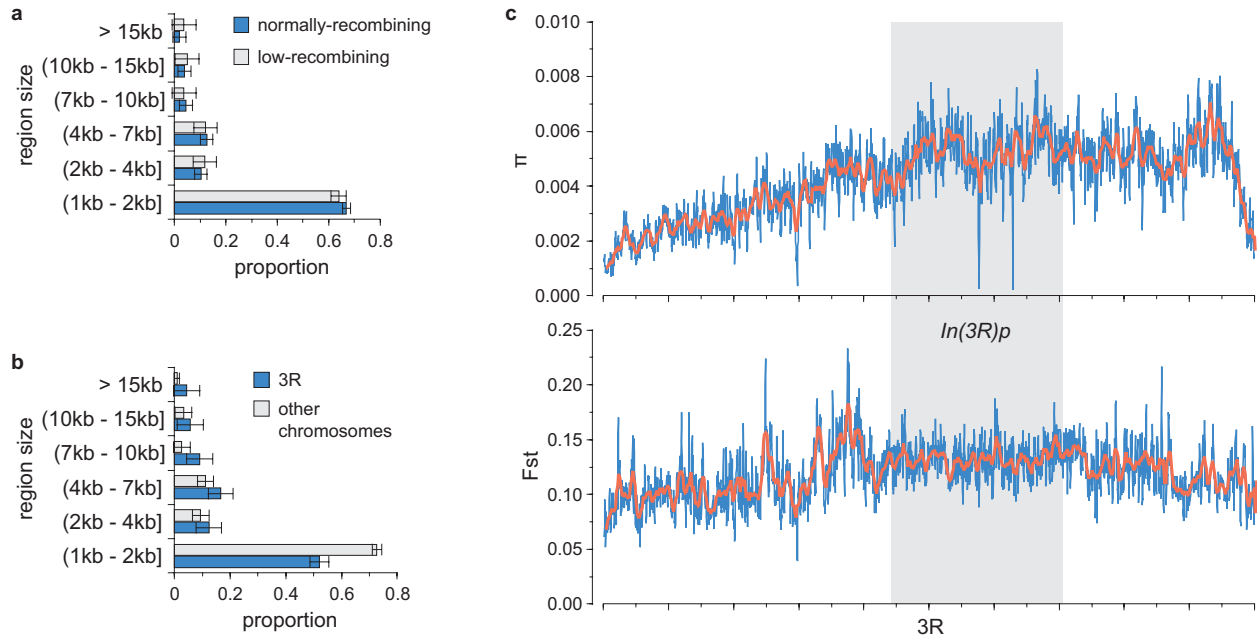 a
> 15kb
(10kb - 15kb]
(7kb - 10kb]
(4kb - 7kb]
(2kb - 4kb]
(1kb - 2kb]
region size
0 0.2 0.4 0.6 0.8
proportion
normally-recombining
low-recombining
b
> 15kb
(10kb - 15kb]
(7kb - 10kb]
(4kb - 7kb]
(2kb - 4kb]
(1kb - 2kb]
region size
0 0.2 0.4 0.6 0.8
proportion
3R
other
chromosomes
c
0.010
0.008
0.006
0.004
0.002
0.000
π
0.25
0.20
0.15
0.10
0.05
0.00
Fst
In(3R)p
3R